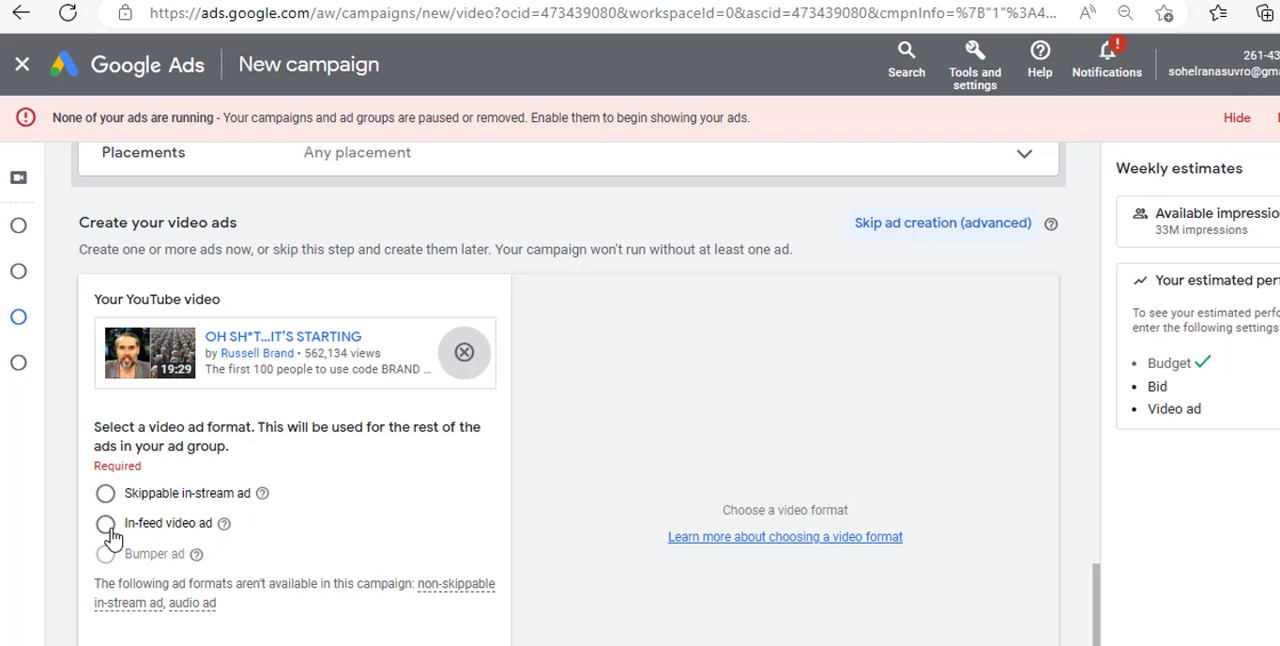 https://ads.google.com/aw/campaigns/new/video?ocid=473439080&workspaceId=0&ascid=473439080&cmpnInfo=%7B"1"%3A4...
Google Ads
New campaign
Search
Tools and settings
Help
!
Notifications
261-43
sohelranasuvro@gma
None of your ads are running - Your campaigns and ad groups are paused or removed. Enable them to begin showing your ads.
Hide
Placements
Any placement
Weekly estimates
Create your video ads
Skip ad creation (advanced)
Create one or more ads now, or skip this step and create them later. Your campaign won't run without at least one ad.
Available impressio
33M impressions
Your YouTube video
OH SH*T...IT'S STARTING
by Russell Brand • 562,134 views
The first 100 people to use code BRAND ...
19:29
Your estimated perf
To see your estimated perfo
enter the following settings
• Budget
• Bid
• Video ad
Select a video ad format. This will be used for the rest of the
ads in your ad group.
Required
Skippable in-stream ad
In-feed video ad
Bumper ad
The following ad formats aren't available in this campaign: non-skippable
in-stream ad, audio ad
Choose a video format
Learn more about choosing a video format